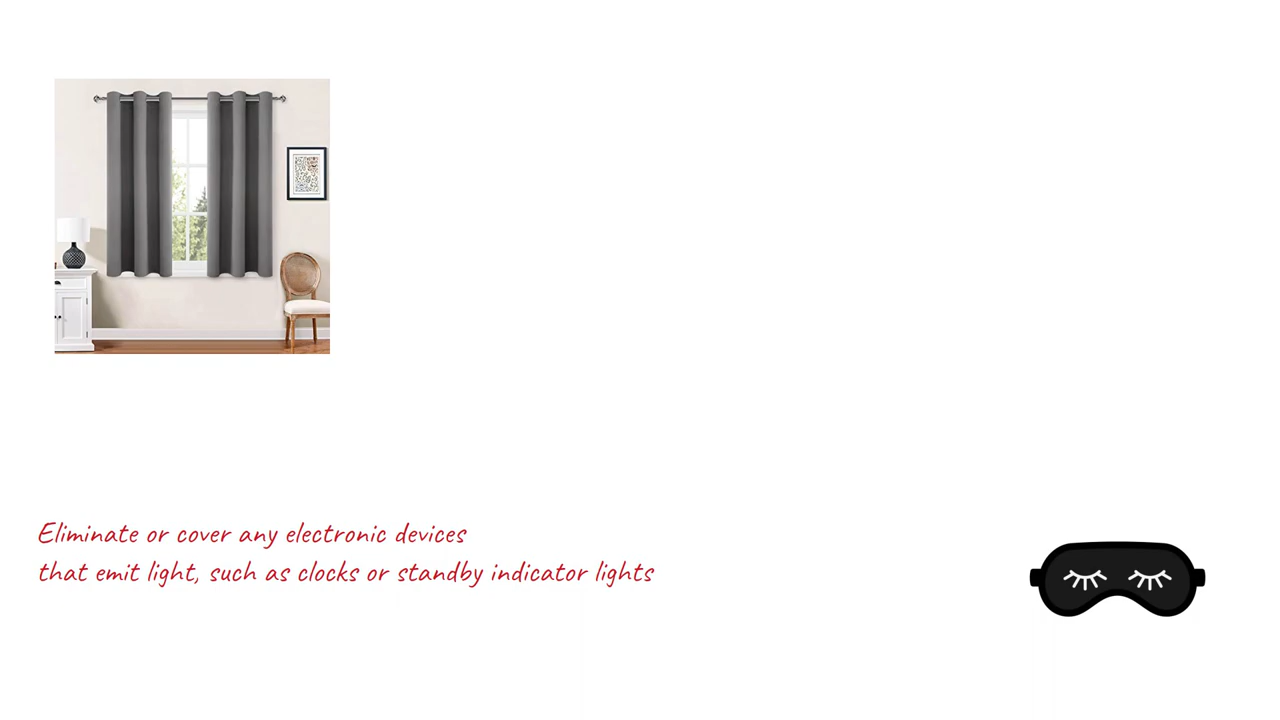 Eliminate or cover any electronic devices
that emit light, such as clocks or standby indicator lights